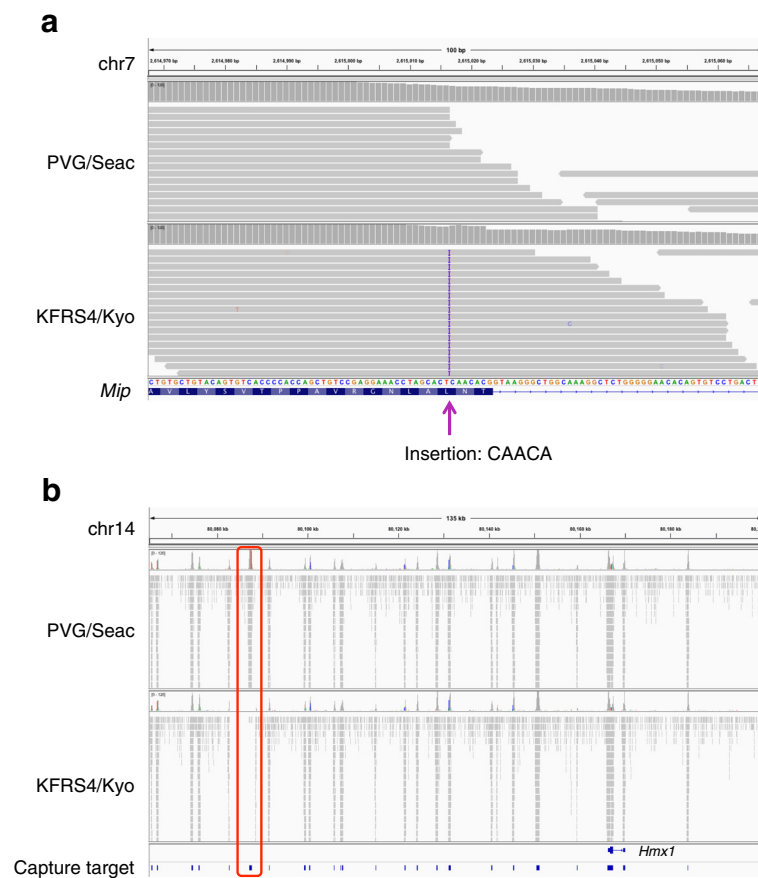 a
chr7
100 bp
2,614,970 bp 2,614,980 bp 2,614,990 bp 2,615,000 bp 2,615,010 bp 2,615,020 bp 2,615,030 bp 2,615,040 bp 2,615,050 bp 2,615,060 bp
PVG/Seac
KFRS4/Kyo
T
C
Mip
CTGTGCTGTACAGTGTCACCCCACCAGCTGTCCGAGGAAACCTAGCACTCAACACGGTAAGGGCTGGCAAAGGCTCTGGGGGAACACAGTGTCCTGACT
A V L Y S V T P P A V R G N L A L N T
Insertion: CAACA
b
chr14
135 kb
80,080 kb 80,100 kb 80,120 kb 80,140 kb 80,160 kb 80,180 kb
PVG/Seac
KFRS4/Kyo
Hmx1
Capture target